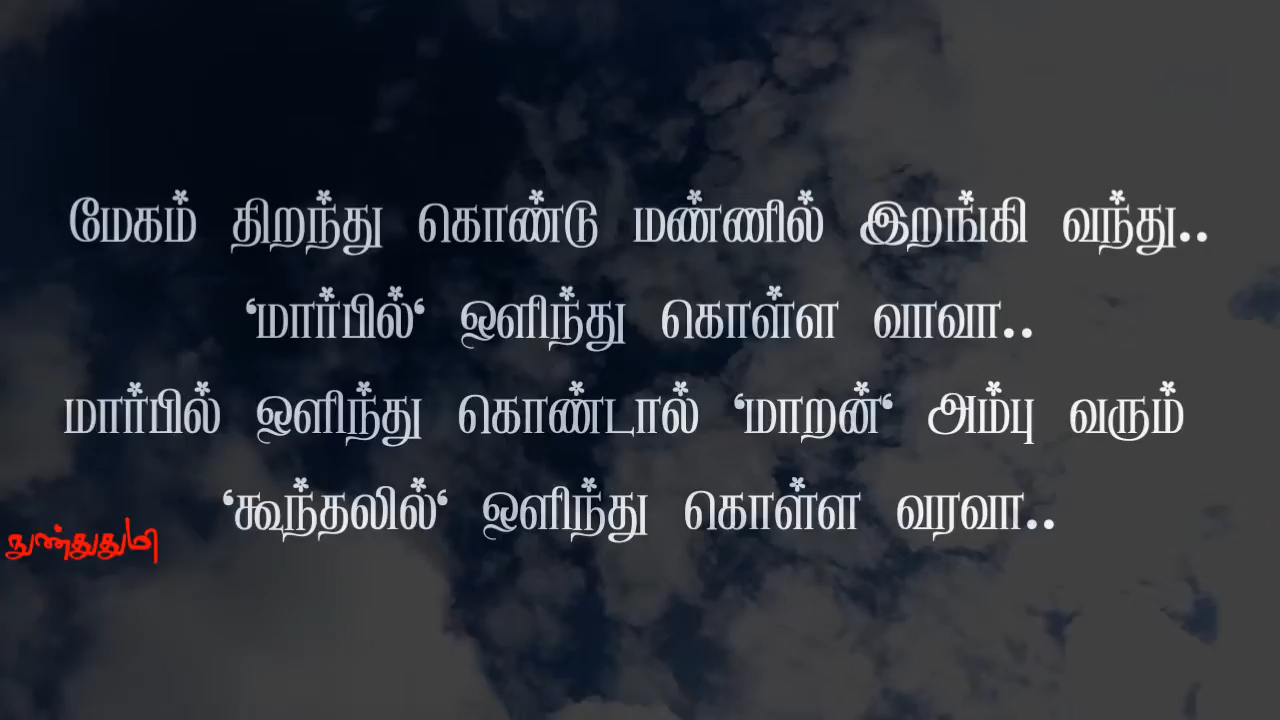 மேகம் திறந்து கொண்டு மண்ணில் இறங்கி வந்து..
‘மார்பில்‘ ஒளிந்து கொள்ள வாவா..
மார்பில் ஒளிந்து கொண்டால் ‘மாறன்‘ அம்பு வரும்
‘கூந்தலில்‘ ஒளிந்து கொள்ள வரவா..